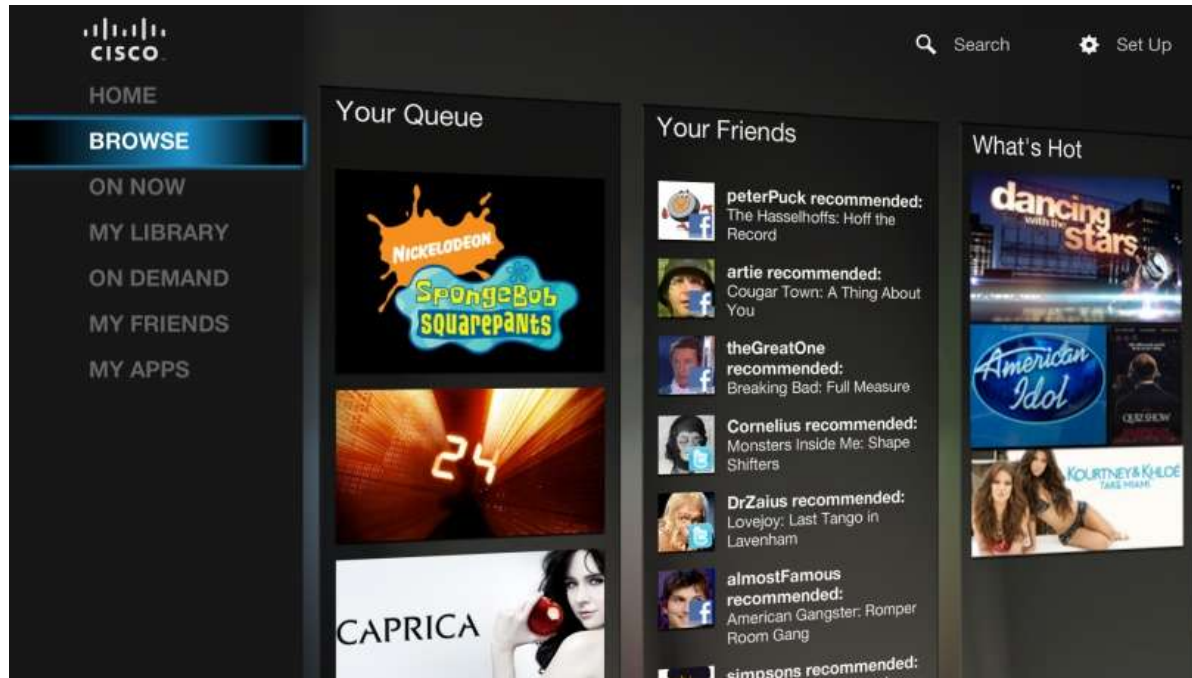 CISCO
Search
Set Up
HOME
BROWSE
ON NOW
MY LIBRARY
ON DEMAND
MY FRIENDS
MY APPS
Your Queue
NICKELODEON
SpongeBob
SQUAREPANTS
24
CAPRICA
Your Friends
peterPuck recommended:
The Hasselhoffs: Hoff the
Record
artie recommended:
Cougar Town: A Thing About
You
theGreatOne
recommended:
Breaking Bad: Full Measure
Cornelius recommended:
Monsters Inside Me: Shape
Shifters
DrZaius recommended:
Lovejoy: Last Tango in
Lavenham
almostFamous
recommended:
American Gangster: Romper
Room Gang
simpsons recommended:
What's Hot
dancing
with the
stars
American
Idol
QUIZ SHOW
KOURTNEY & KHLOE
TAKE MIAMI